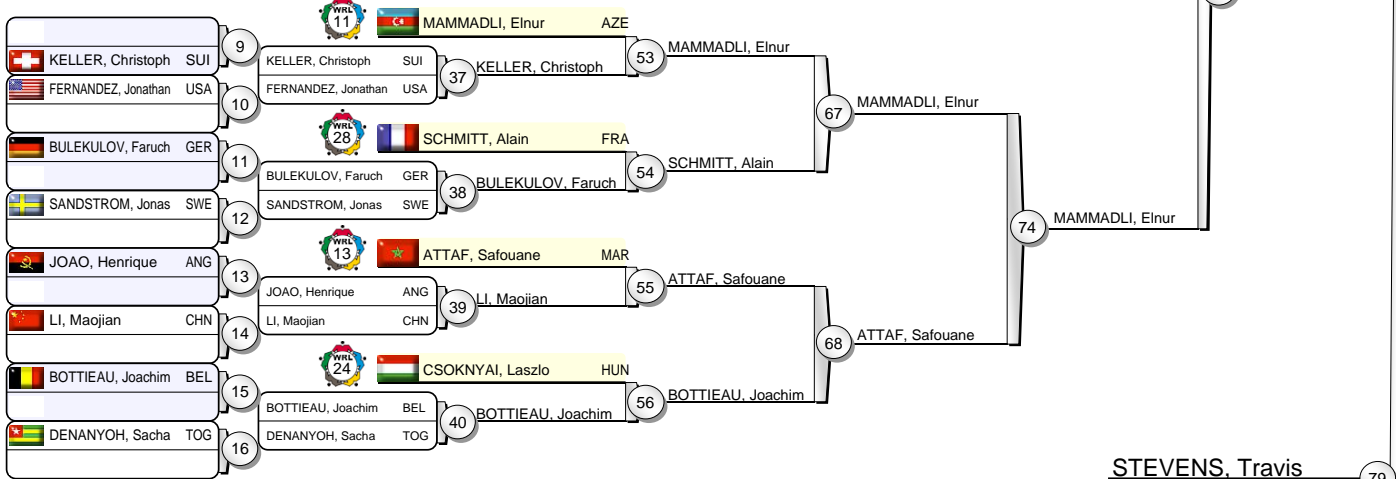 WRL
11
MAMMADLI, Elnur AZE
KELLER, Christoph SUI
9
FERNANDEZ, Jonathan USA
10
KELLER, Christoph SUI
FERNANDEZ, Jonathan USA
37
KELLER, Christoph
53
MAMMADLI, Elnur
WRL
28
SCHMITT, Alain FRA
BULEKULOV, Faruch GER
11
SANDSTROM, Jonas SWE
12
BULEKULOV, Faruch GER
SANDSTROM, Jonas SWE
38
BULEKULOV, Faruch
54
SCHMITT, Alain
67
MAMMADLI, Elnur
WRL
13
ATTAF, Safouane MAR
JOAO, Henrique ANG
13
LI, Maojian CHN
14
JOAO, Henrique ANG
LI, Maojian CHN
39
LI, Maojian
55
ATTAF, Safouane
WRL
24
CSOKNYAI, Laszlo HUN
BOTTIEAU, Joachim BEL
15
DENANYOH, Sacha TOG
16
BOTTIEAU, Joachim BEL
DENANYOH, Sacha TOG
40
BOTTIEAU, Joachim
56
BOTTIEAU, Joachim
68
ATTAF, Safouane
74
MAMMADLI, Elnur
STEVENS, Travis
79